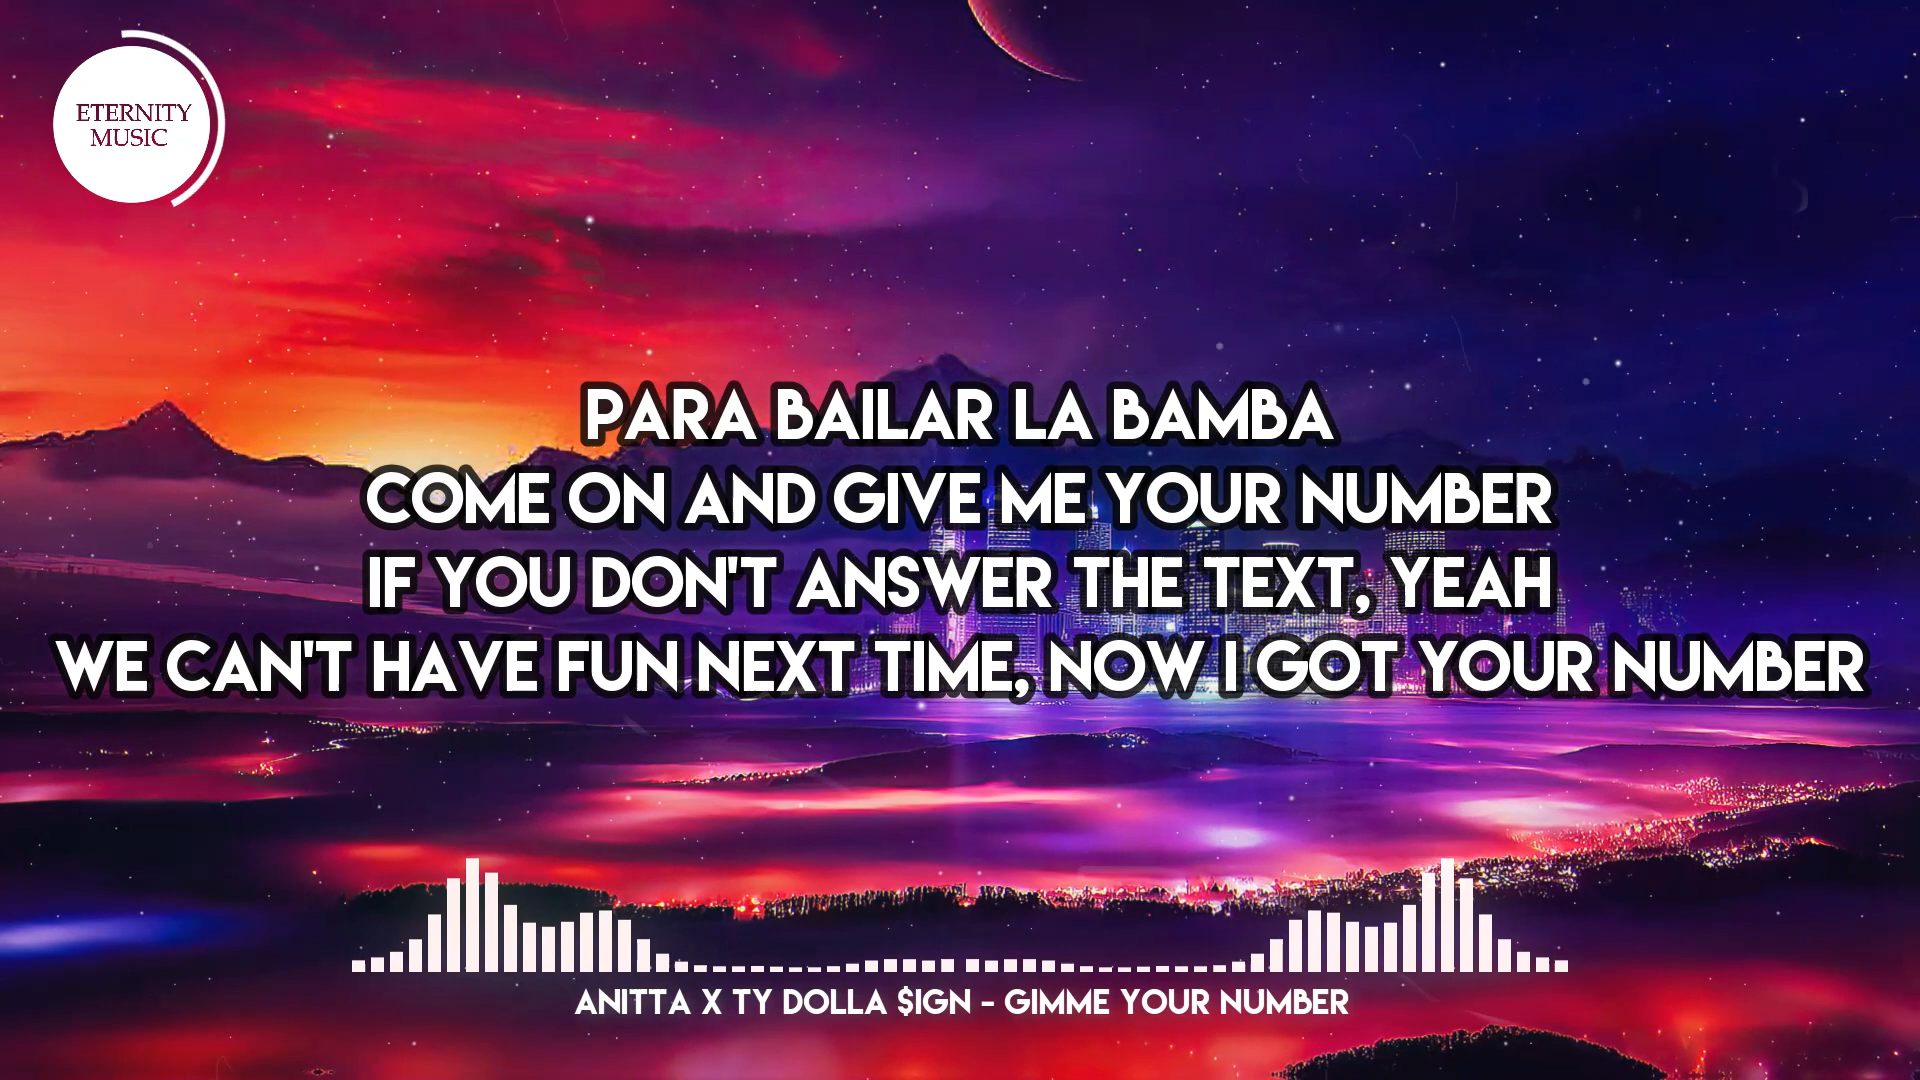 ETERNITY
MUSIC
PARA BAILAR LA BAMBA
COME ON AND GIVE ME YOUR NUMBER
IF YOU DON'T ANSWER THE TEXT, YEAH
WE CAN'T HAVE FUN NEXT TIME, NOW I GOT YOUR NUMBER
ANITTA X TY DOLLA $IGN - GIMME YOUR NUMBER